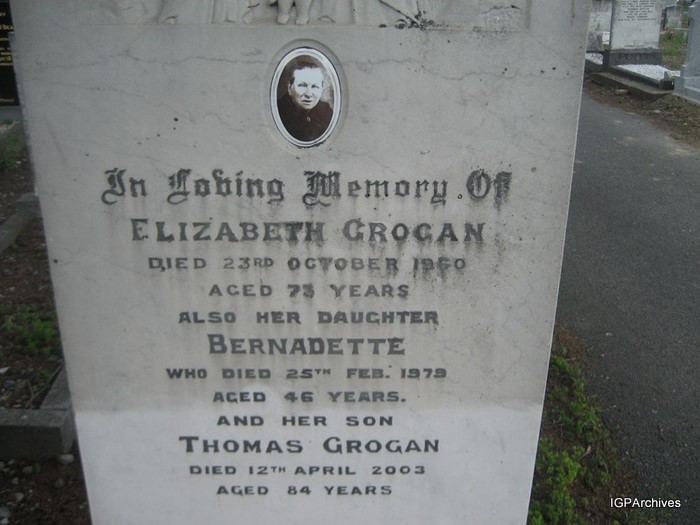 In Loving Memory Of
ELIZABETH GROGAN
DIED 23RD OCTOBER 1960
AGED 73 YEARS
ALSO HER DAUGHTER
BERNADETTE
WHO DIED 25TH FEB. 1979
AGED 46 YEARS.
AND HER SON
THOMAS GROGAN
DIED 12TH APRIL 2003
AGED 84 YEARS
IGPArchives